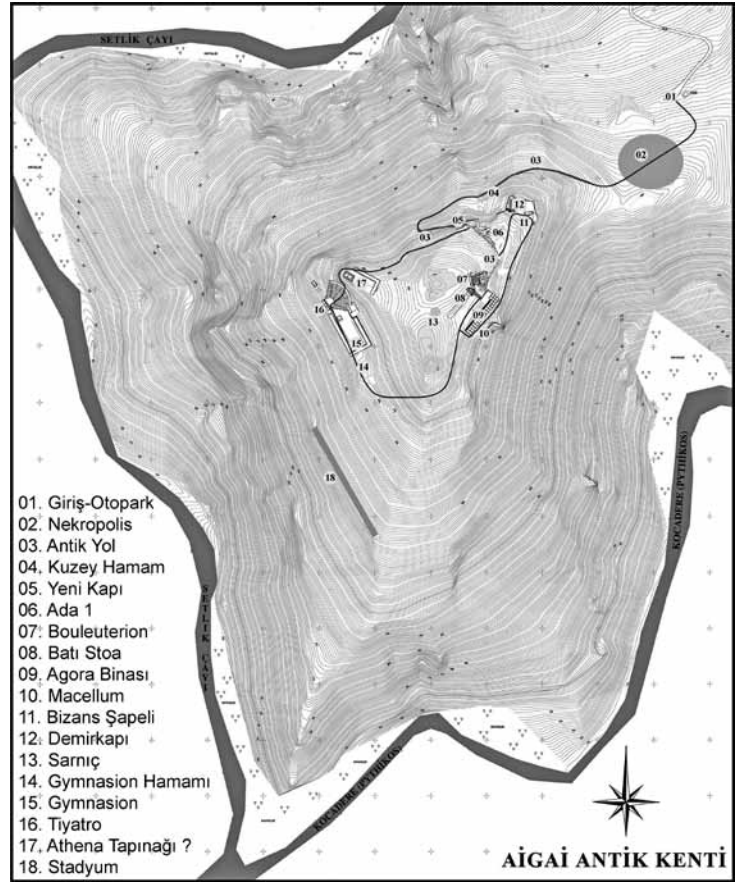 SETLİK ÇAYI
01
02
03
04
12
05
11
06
03
03
07
17
08
16
09
13
10
15
14
18
KOCADERE (PYTHİKOS)
SETLİK ÇAYI
KOCADERE (PYTHİKOS)
01. Giriş-Otopark
02. Nekropolis
03. Antik Yol
04. Kuzey Hamam
05. Yeni Kapı
06. Ada 1
07. Bouleuterion
08. Batı Stoa
09. Agora Binası
10. Macellum
11. Bizans Şapeli
12. Demirkapı
13. Sarnıç
14. Gymnasion Hamamı
15. Gymnasion
16. Tiyatro
17. Athena Tapınağı ?
18. Stadyum
AİGAİ ANTİK KENTİ